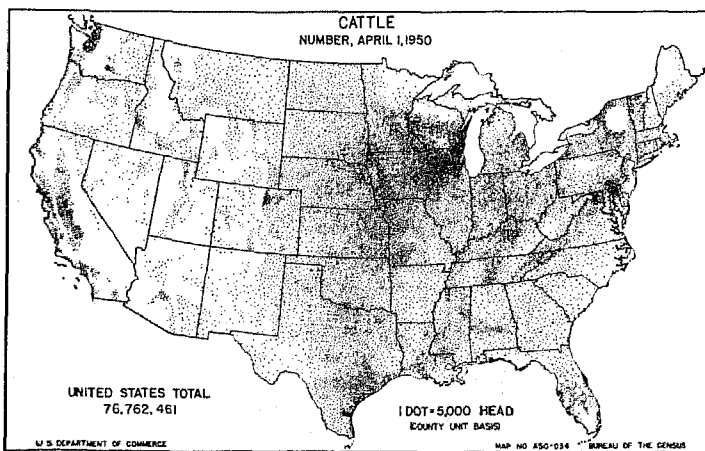 CATTLE
NUMBER, APRIL 1, 1950
UNITED STATES TOTAL
76,762,461
1 DOT=5,000 HEAD
(COUNTY UNIT BASIS)
U S. DEPARTMENT OF COMMERCE
MAP NO A50-034
BUREAU OF THE CENSUS